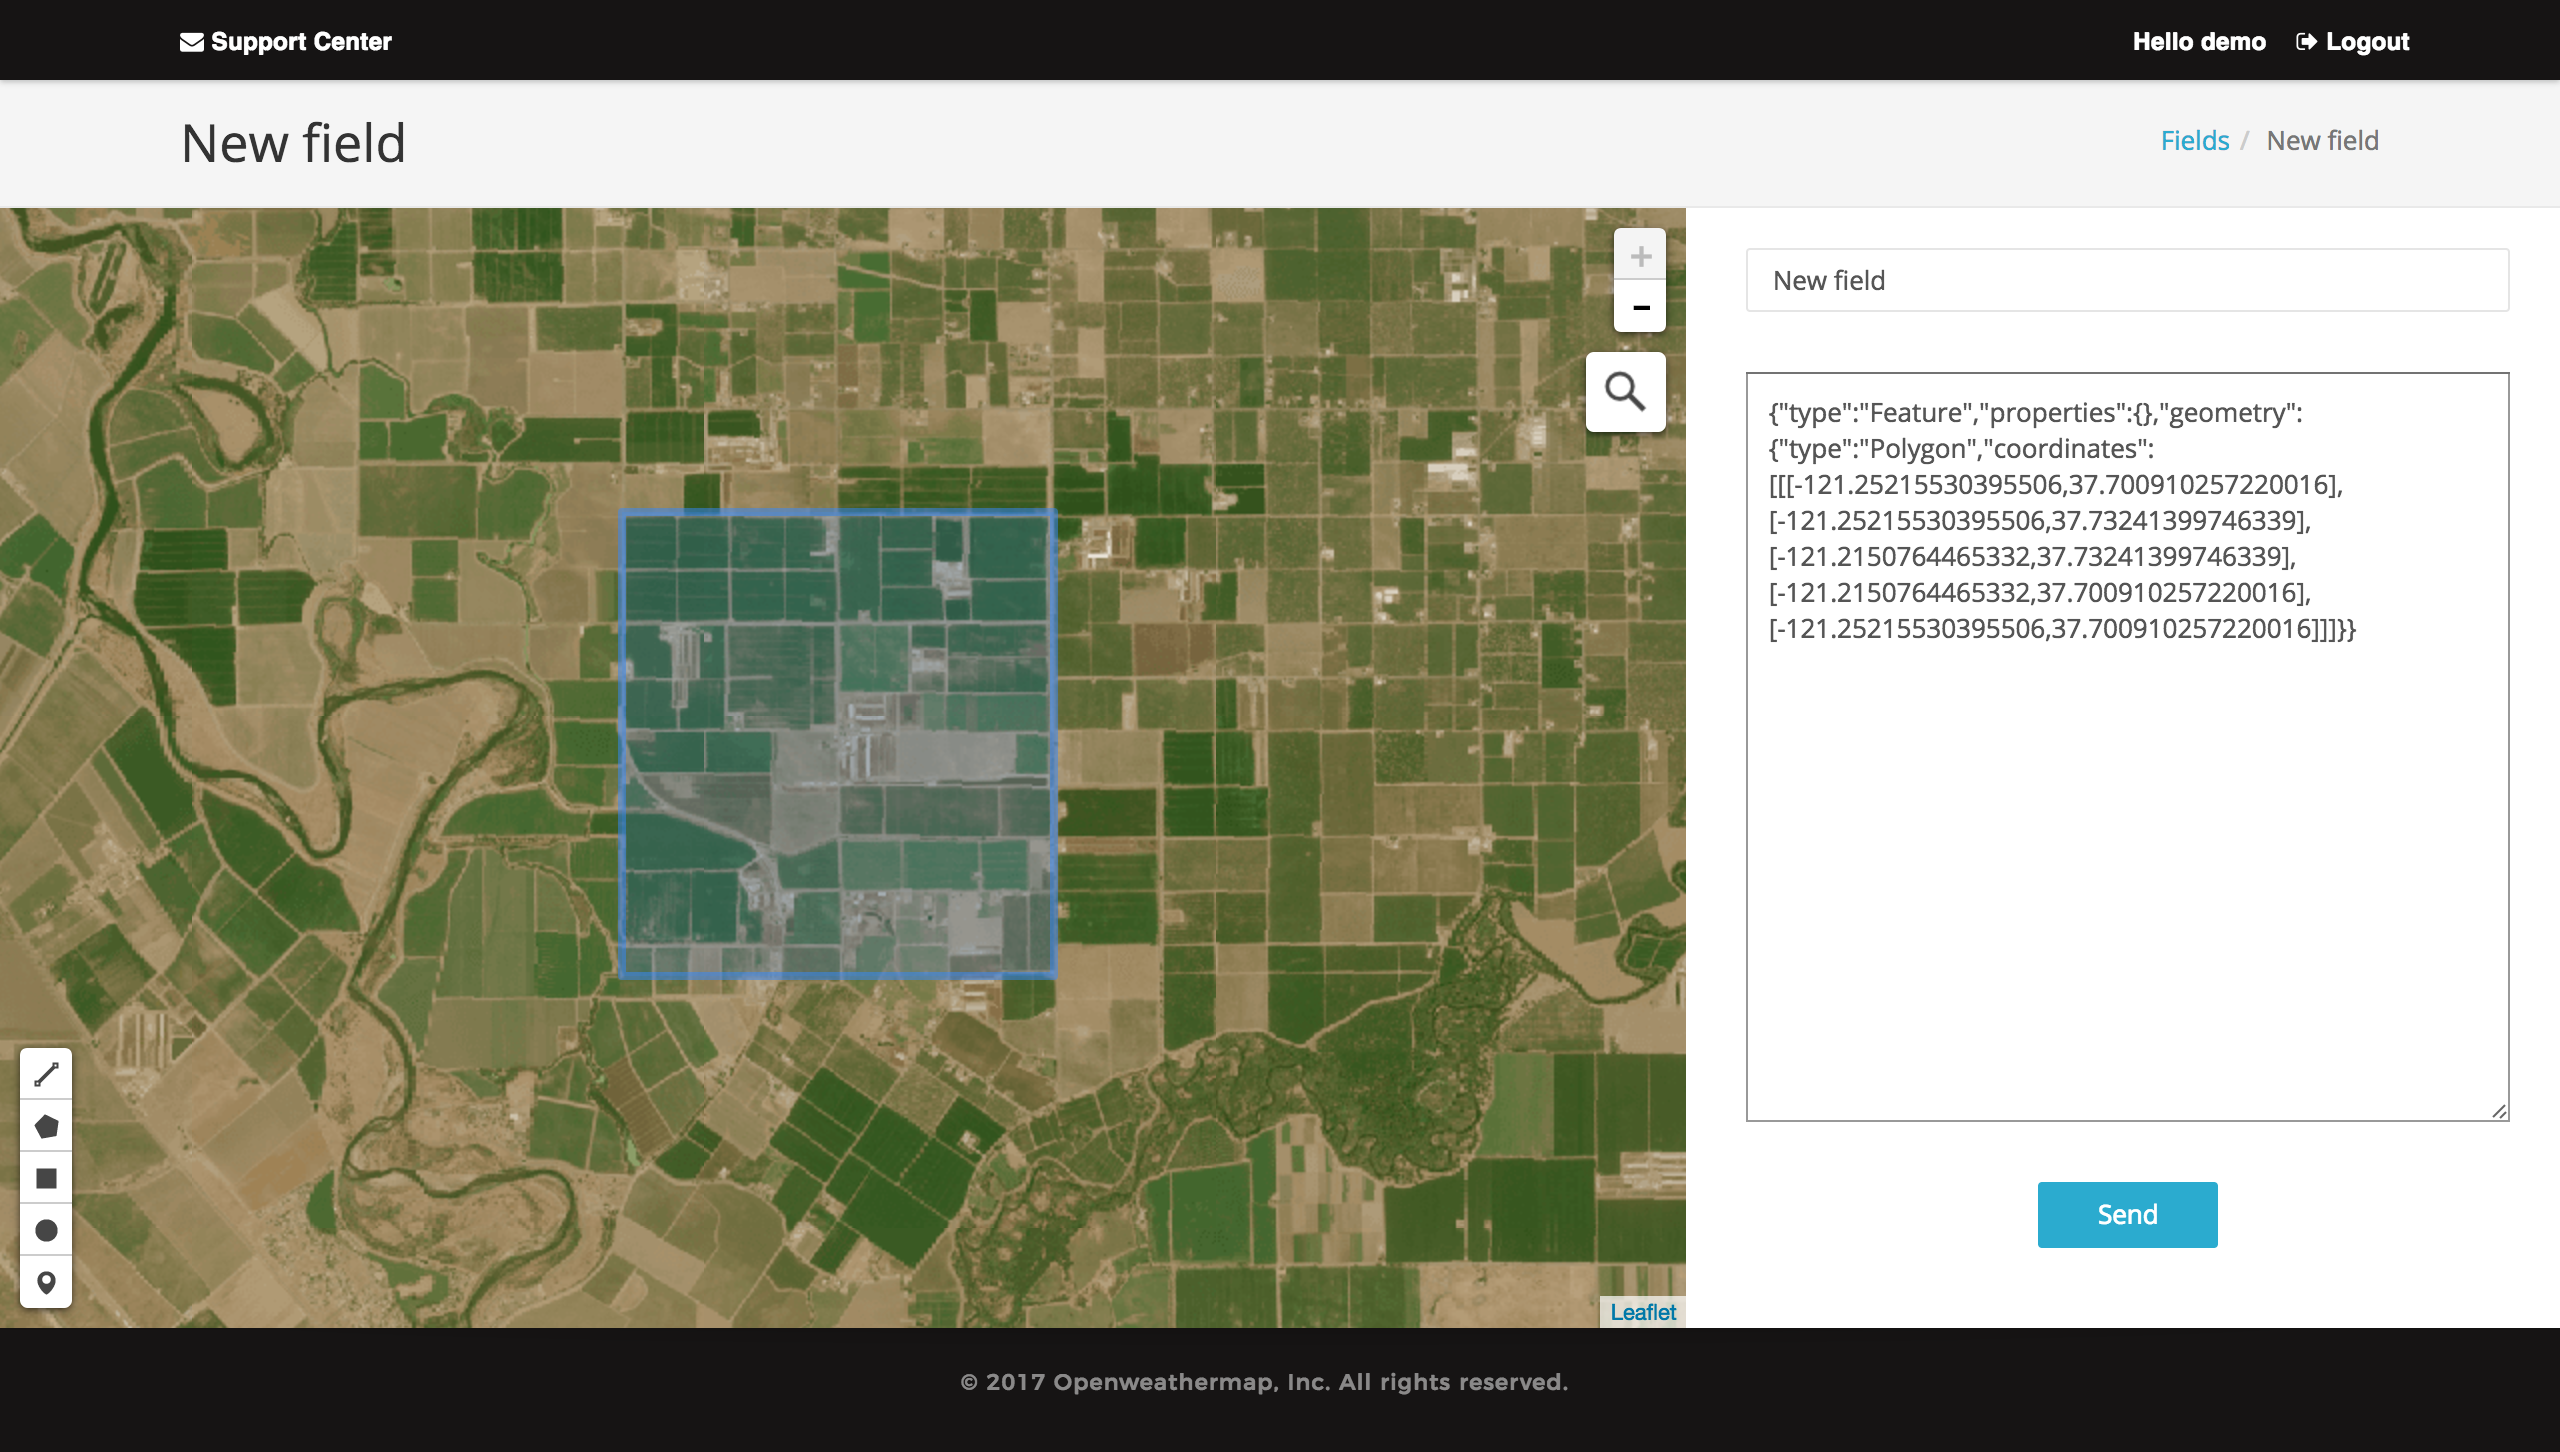 Support Center
Hello demo Logout
New field
Fields / New field
+
-
New field
{"type":"Feature","properties":{},"geometry":
{"type":"Polygon","coordinates":
[[[-121.25215530395506,37.700910257220016],
[-121.25215530395506,37.73241399746339],
[-121.2150764465332,37.73241399746339],
[-121.2150764465332,37.700910257220016],
[-121.25215530395506,37.700910257220016]]]}}
Send
Leaflet
© 2017 Openweathermap, Inc. All rights reserved.